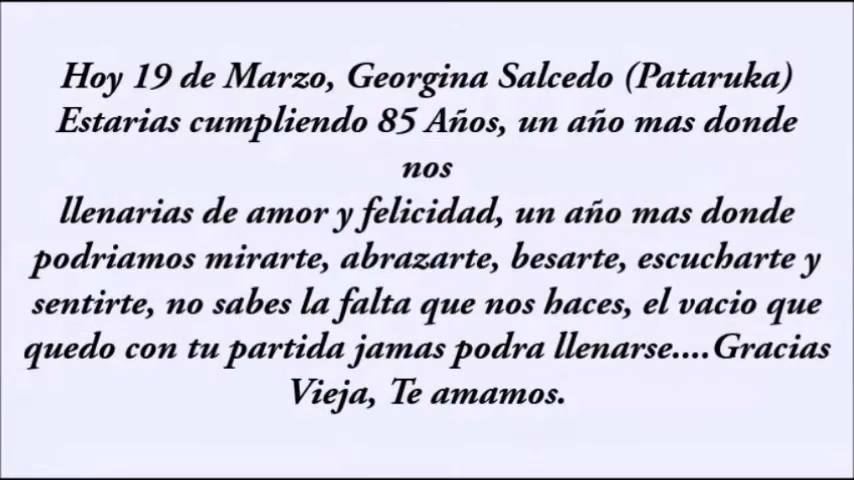 Hoy 19 de Marzo, Georgina Salcedo (Pataruka)
Estarias cumpliendo 85 Años, un año mas donde
nos
llenarias de amor y felicidad, un año mas donde
podriamos mirarte, abrazarte, besarte, escucharte y
sentirte, no sabes la falta que nos haces, el vacio que
quedo con tu partida jamas podra llenarse....Gracias
Vieja, Te amamos.